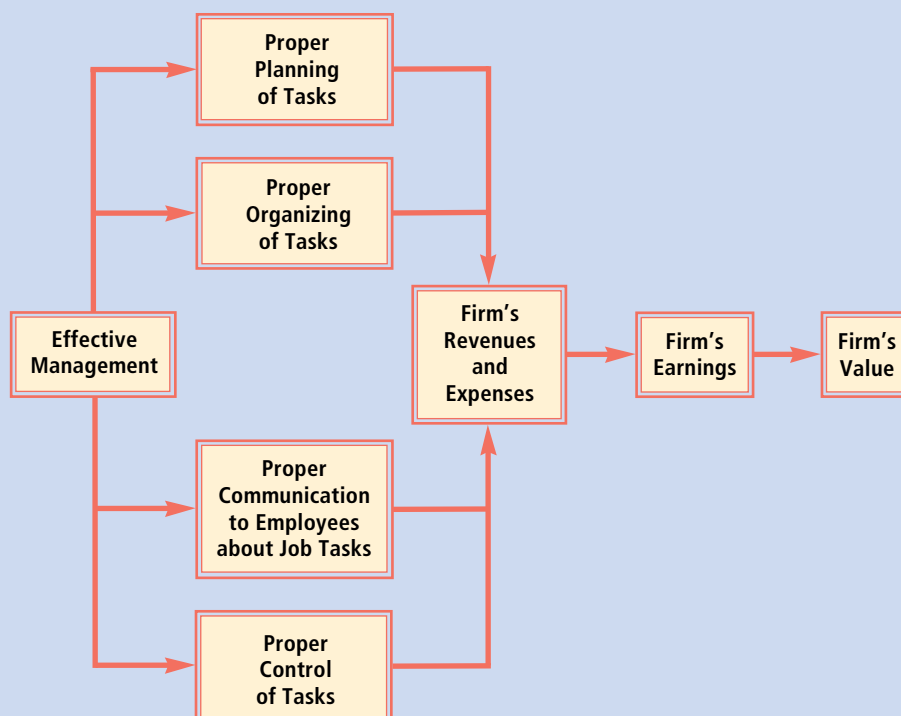 Proper
Planning
of Tasks
Proper
Organizing
of Tasks
Effective
Management
Firm's
Revenues
and
Expenses
Firm's
Earnings
Firm's
Value
Proper
Communication
to Employees
about Job Tasks
Proper
Control
of Tasks